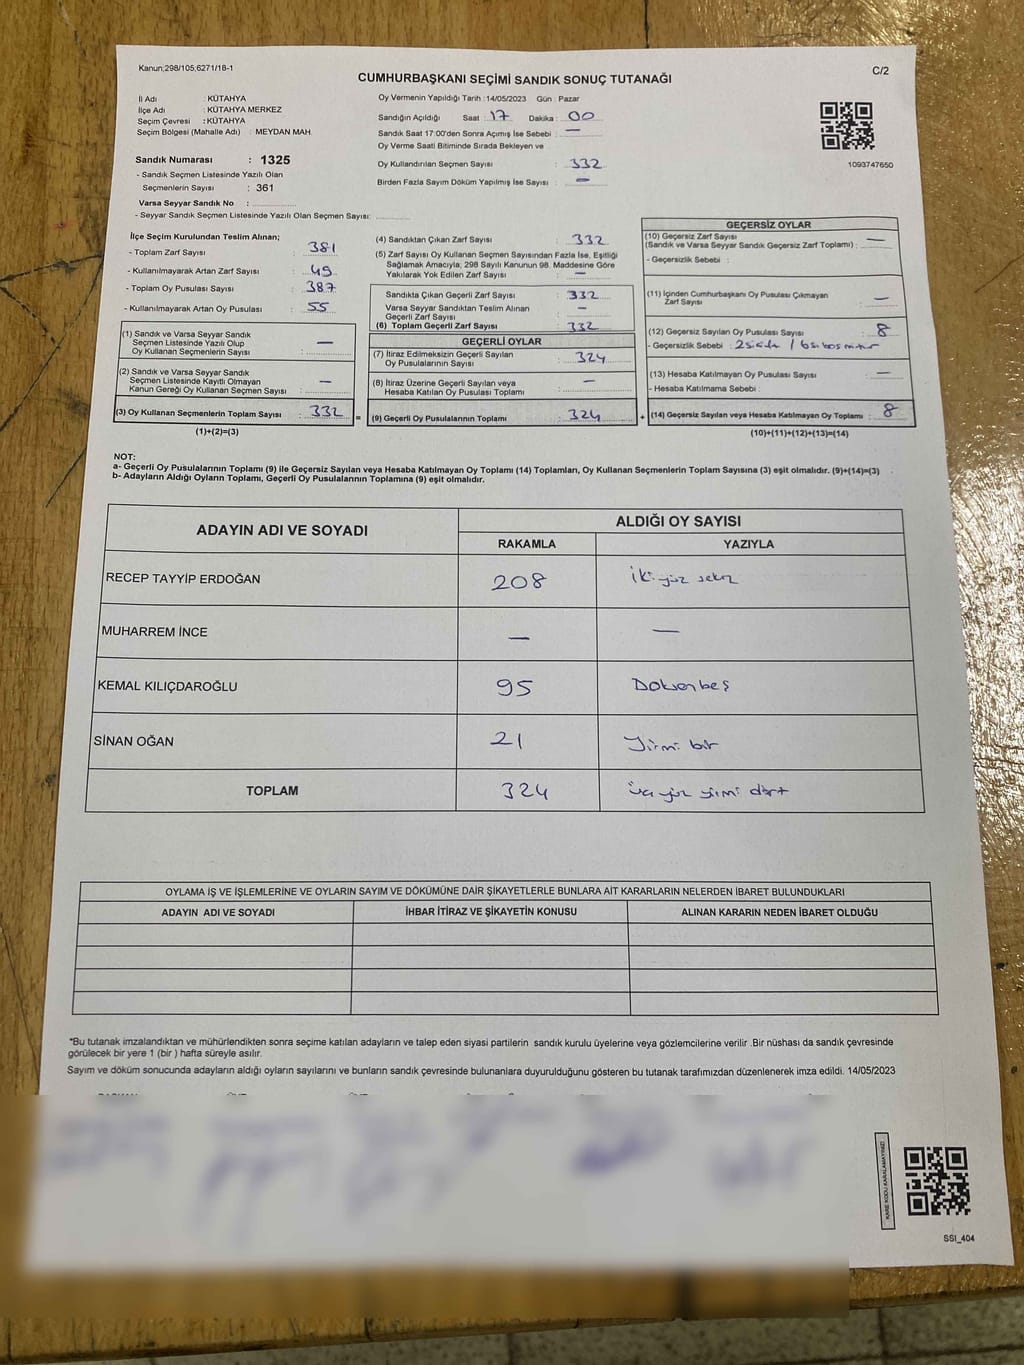 Kanun;298/105,6271/18-1
CUMHURBAŞKANI SEÇİMİ SANDIK SONUÇ TUTANAĞI
C/2
İl Adı : KÜTAHYA
İlçe Adı : KÜTAHYA MERKEZ
Seçim Çevresi : KÜTAHYA
Seçim Bölgesi (Mahalle Adı) : MEYDAN MAH.
Sandık Numarası : 1325
- Sandık Seçmen Listesinde Yazılı Olan
Seçmenlerin Sayısı : 361
Varsa Seyyar Sandık No :
- Seyyar Sandık Seçmen Listesinde Yazılı Olan Seçmen Sayısı:
Oy Vermenin Yapıldığı Tarih :14/05/2023 Gün : Pazar
Sandığın Açıldığı Saat : 17 Dakika : 00
Sandık Saat 17:00'den Sonra Açımış İse Sebebi : —
Oy Verme Saati Bitiminde Sırada Bekleyen ve
Oy Kullandırılan Seçmen Sayısı : 332
Birden Fazla Sayım Döküm Yapılmış İse Sayısı : —
1093747650
İlçe Seçim Kurulundan Teslim Alınan;
- Toplam Zarf Sayısı : 381
- Kullanılmayarak Artan Zarf Sayısı : 49
- Toplam Oy Pusulası Sayısı : 387
- Kullanılmayarak Artan Oy Pusulası : 55
(1) Sandık ve Varsa Seyyar Sandık
Seçmen Listesinde Yazılı Olup
Oy Kullanan Seçmenlerin Sayısı : —
(2) Sandık ve Varsa Seyyar Sandık
Seçmen Listesinde Kayıtlı Olmayan
Kanun Gereği Oy Kullanan Seçmen Sayısı : —
(3) Oy Kullanan Seçmenlerin Toplam Sayısı : 332
(1)+(2)=(3)
=
(4) Sandıktan Çıkan Zarf Sayısı : 332
(5) Zarf Sayısı Oy Kullanan Seçmen Sayısından Fazla İse, Eşitliği
Sağlamak Amacıyla, 298 Sayılı Kanunun 98. Maddesine Göre
Yakılarak Yok Edilen Zarf Sayısı : —
Sandıkta Çıkan Geçerli Zarf Sayısı : 332
Varsa Seyyar Sandıktan Teslim Alınan
Geçerli Zarf Sayısı : —
(6) Toplam Geçerli Zarf Sayısı : 332
GEÇERLİ OYLAR
(7) İtiraz Edilmeksizin Geçerli Sayılan
Oy Pusulalarının Sayısı : 324
(8) İtiraz Üzerine Geçerli Sayılan veya
Hesaba Katılan Oy Pusulası Toplamı : —
(9) Geçerli Oy Pusulalarının Toplamı : 324
+
GEÇERSİZ OYLAR
(10) Geçersiz Zarf Sayısı
(Sandık ve Varsa Seyyar Sandık Geçersiz Zarf Toplamı) : —
- Geçersizlik Sebebi :
(11) İçinden Cumhurbaşkanı Oy Pusulası Çıkmayan
Zarf Sayısı : —
(12) Geçersiz Sayılan Oy Pusulası Sayısı : 8
- Geçersizlik Sebebi :
(13) Hesaba Katılmayan Oy Pusulası Sayısı : —
- Hesaba Katılmama Sebebi :
(14) Geçersiz Sayılan veya Hesaba Katılmayan Oy Toplamı : 8
(10)+(11)+(12)+(13)=(14)
NOT:
a- Geçerli Oy Pusulalarının Toplamı (9) ile Geçersiz Sayılan veya Hesaba Katılmayan Oy Toplamı (14) Toplamları, Oy Kullanan Seçmenlerin Toplam Sayısına (3) eşit olmalıdır. (9)+(14)=(3)
b- Adayların Aldığı Oyların Toplamı, Geçerli Oy Pusulalarının Toplamına (9) eşit olmalıdır.
ADAYIN ADI VE SOYADI
ALDIĞI OY SAYISI
RAKAMLA YAZIYLA
RECEP TAYYİP ERDOĞAN 208 İki yüz sekiz
MUHARREM İNCE — —
KEMAL KILIÇDAROĞLU 95 Doksanbeş
SİNAN OĞAN 21 Yirmi bir
TOPLAM 324 üç yüz yirmi dört
OYLAMA İŞ VE İŞLEMLERİNE VE OYLARIN SAYIM VE DÖKÜMÜNE DAİR ŞİKAYETLERLE BUNLARA AİT KARARLARIN NELERDEN İBARET BULUNDUKLARI
ADAYIN ADI VE SOYADI İHBAR İTİRAZ VE ŞİKAYETİN KONUSU ALINAN KARARIN NEDEN İBARET OLDUĞU
*Bu tutanak imzalandıktan ve mühürlendikten sonra seçime katılan adayların ve talep eden siyasi partilerin sandık kurulu üyelerine veya gözlemcilerine verilir .Bir nüshası da sandık çevresinde
görülecek bir yere 1 (bir ) hafta süreyle asılır.
Sayım ve döküm sonucunda adayların aldığı oyların sayılarını ve bunların sandık çevresinde bulunanlara duyurulduğunu gösteren bu tutanak tarafımızdan düzenlenerek imza edildi. 14/05/2023
KARE KODU KARALAMAYINIZ!
SSI_404